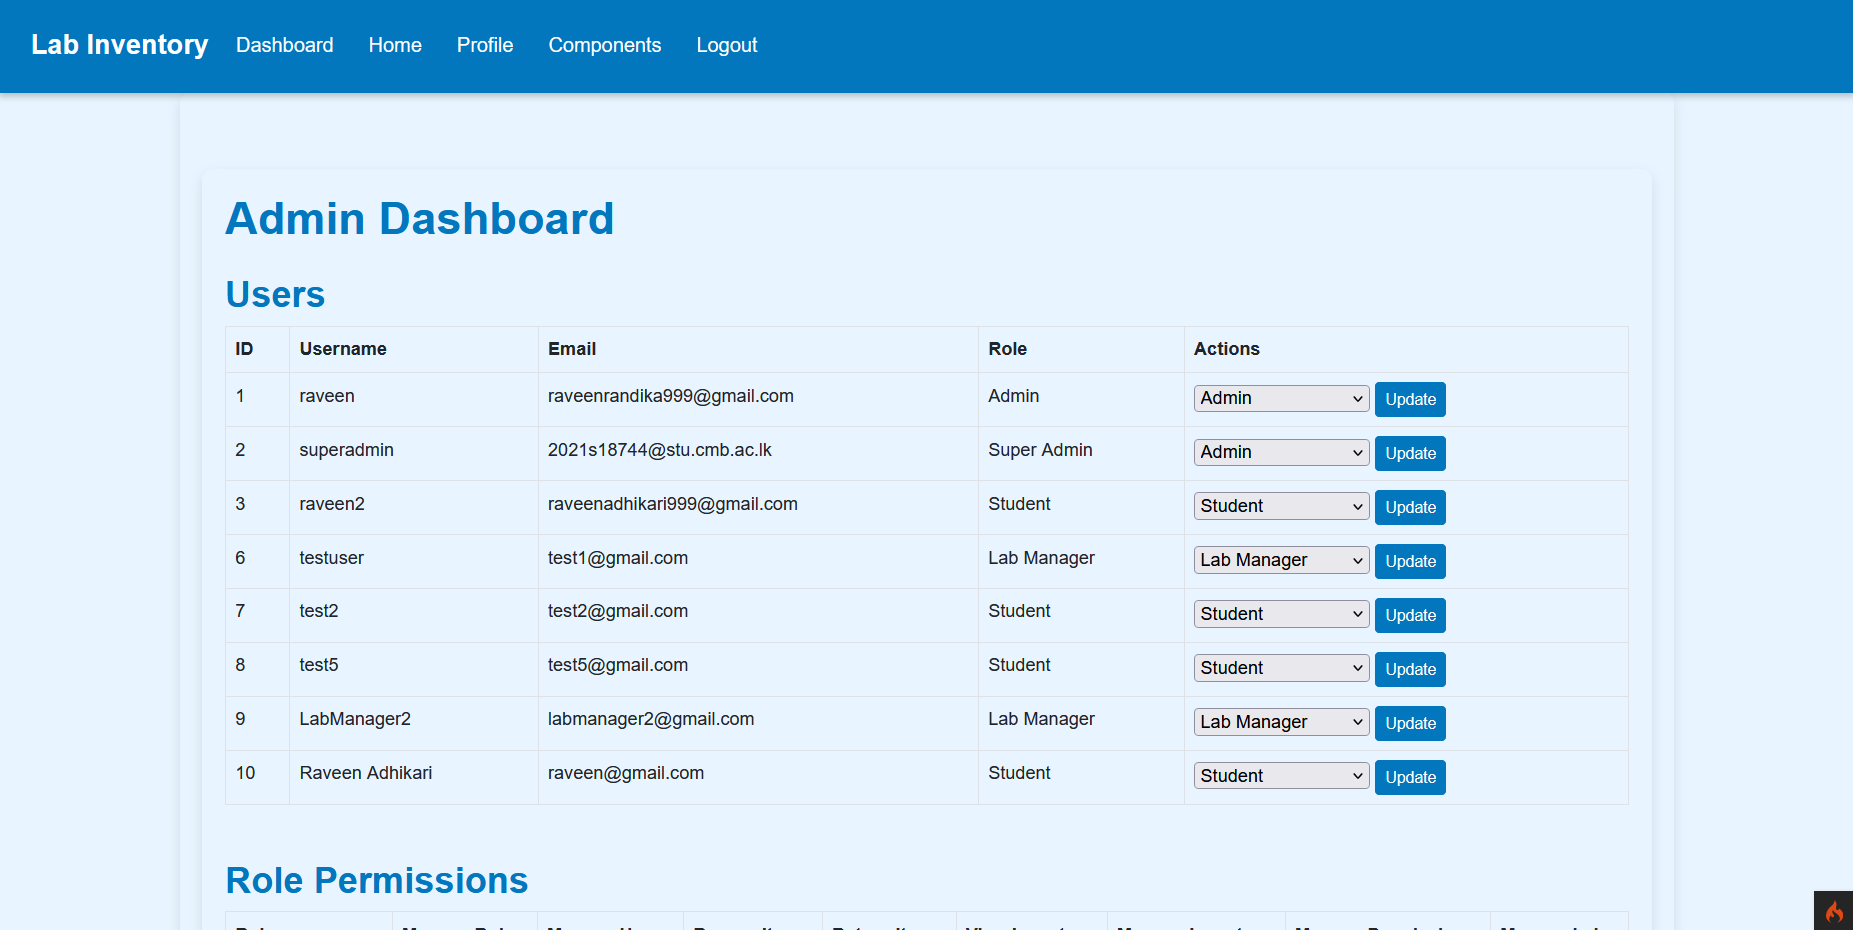 Lab Inventory Dashboard Home Profile Components Logout
Admin Dashboard
Users
ID Username Email Role Actions
1 raveen raveenrandika999@gmail.com Admin Admin Update
2 superadmin 2021s18744@stu.cmb.ac.lk Super Admin Admin Update
3 raveen2 raveenadhikari999@gmail.com Student Student Update
6 testuser test1@gmail.com Lab Manager Lab Manager Update
7 test2 test2@gmail.com Student Student Update
8 test5 test5@gmail.com Student Student Update
9 LabManager2 labmanager2@gmail.com Lab Manager Lab Manager Update
10 Raveen Adhikari raveen@gmail.com Student Student Update
Role Permissions